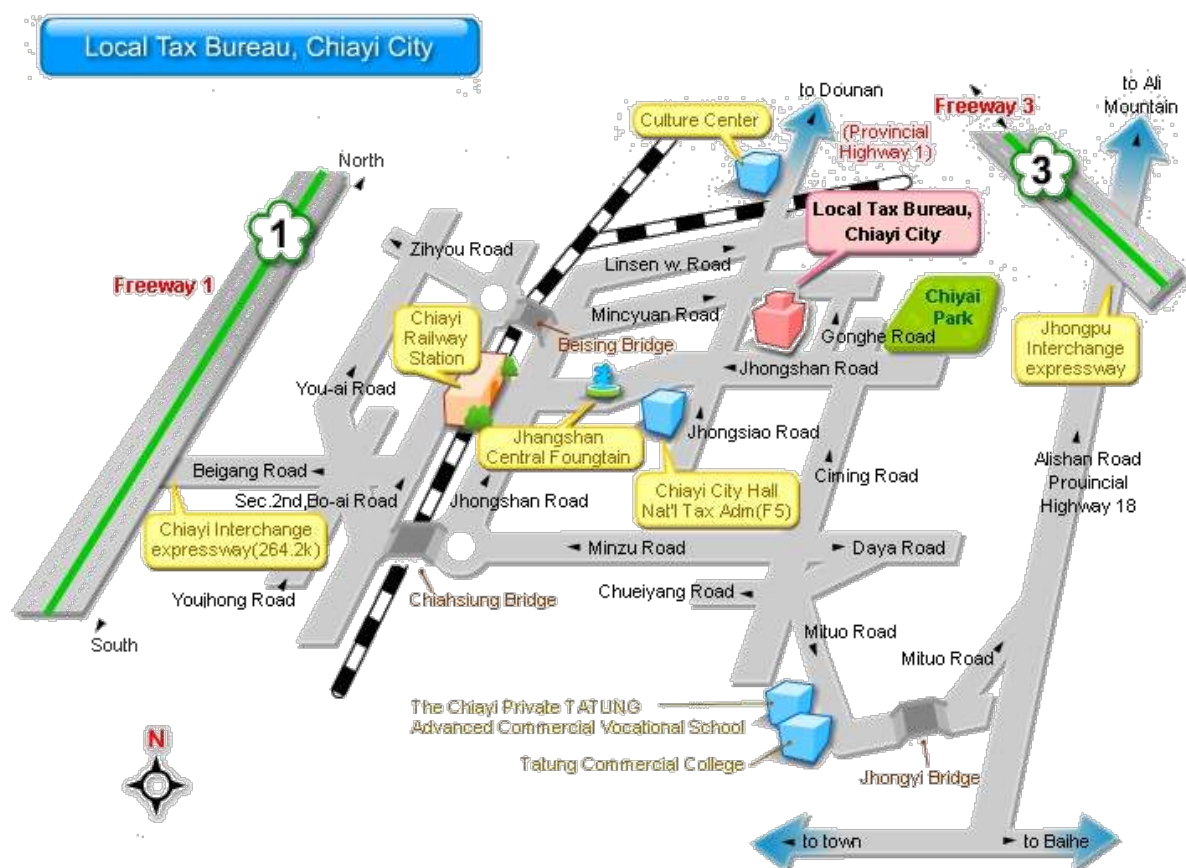 Local Tax Bureau, Chiayi City
to Dounan
to Ali
Mountain
Culture Center
(Provincial
Highway 1)
Freeway 3
3
North
1
Local Tax Bureau,
Chiayi City
Zihyou Road
Linsen w. Road
Freeway 1
Chiayi
Railway
Station
Mincyuan Road
Chiyai
Park
Gonghe Road
Beising Bridge
Jhongpu
Interchange
expressway
Jhongshan Road
You-ai Road
Jhangshan
Central Foungtain
Jhongsiao Road
Beigang Road
Sec.2nd,Bo-ai Road
Jhongshan Road
Chiayi City Hall
Nat'l Tax Adm(F5)
Ciming Road
Alishan Road
Provincial
Highway 18
Chiayi Interchange
expressway(264.2k)
Minzu Road
Daya Road
Youjhong Road
Chiahsiung Bridge
Chueiyang Road
South
Mituo Road
Mituo Road
The Chiayi Private TATUNG
Advanced Commercial Vocational School
Tatung Commercial College
Jhongyi Bridge
N
to town
to Baihe